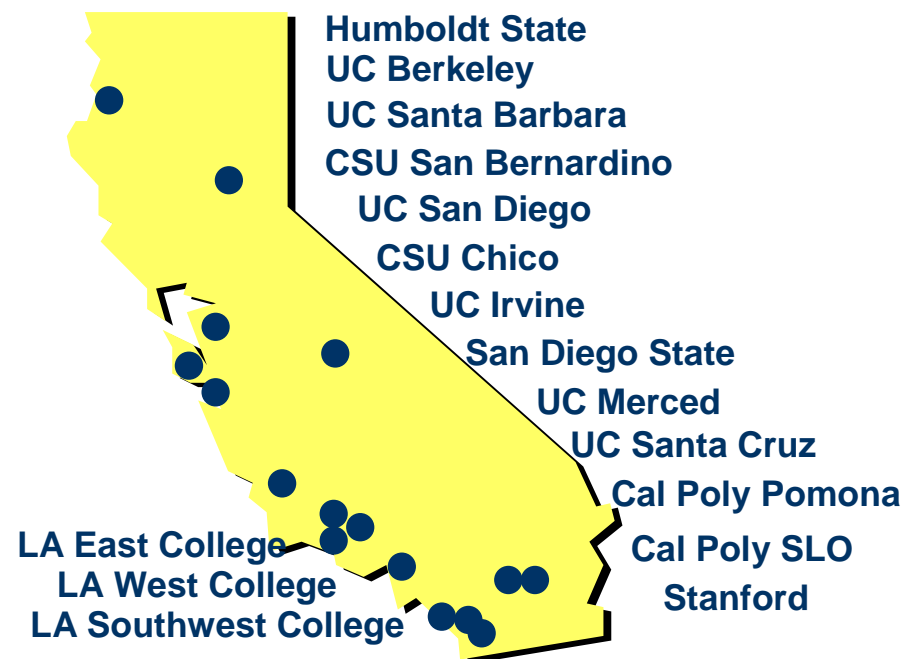 Humboldt State
UC Berkeley
UC Santa Barbara
CSU San Bernardino
UC San Diego
CSU Chico
UC Irvine
San Diego State
UC Merced
UC Santa Cruz
Cal Poly Pomona
Cal Poly SLO
Stanford
LA East College
LA West College
LA Southwest College